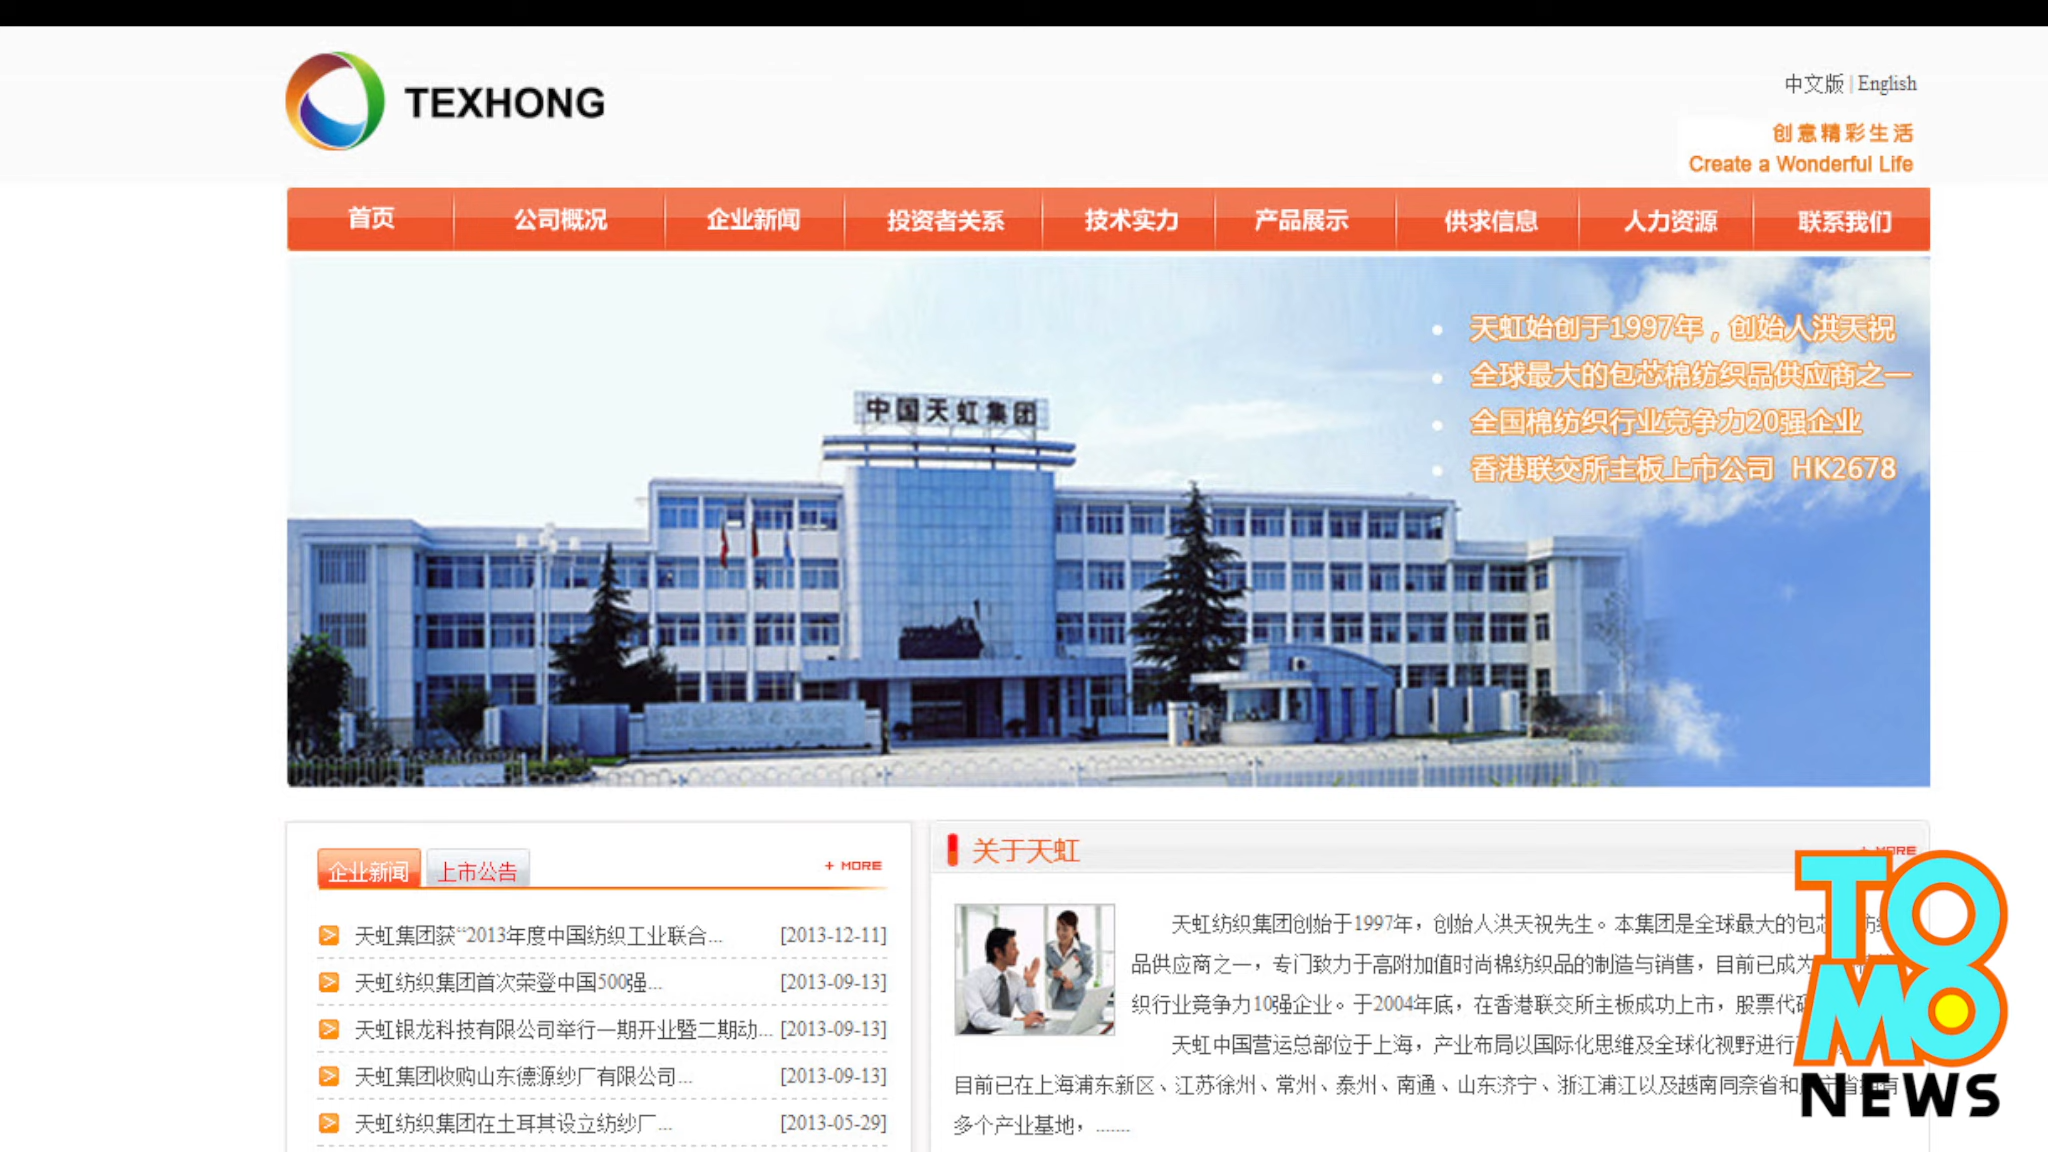 TEXHONG
中文版 | English
创意精彩生活
Create a Wonderful Life
首页 公司概况 企业新闻 投资者关系 技术实力 产品展示 供求信息 人力资源 联系我们
天虹始创于1997年，创始人洪天祝
全球最大的包芯棉纺织品供应商之一
全国棉纺织行业竞争力20强企业
香港联交所主板上市公司 HK2678
中国天虹集团
企业新闻 上市公告 + MORE
天虹集团获“2013年度中国纺织工业联合... [2013-12-11]
天虹纺织集团首次荣登中国500强... [2013-09-13]
天虹银龙科技有限公司举行一期开业暨二期动... [2013-09-13]
天虹集团收购山东德源纱厂有限公司... [2013-09-13]
天虹纺织集团在土耳其设立纺纱厂... [2013-05-29]
关于天虹 + MORE
天虹纺织集团创始于1997年，创始人洪天祝先生。本集团是全球最大的包
品供应商之一，专门致力于高附加值时尚棉纺织品的制造与销售，目前已成为
织行业竞争力10强企业。于2004年底，在香港联交所主板成功上市，股票代
天虹中国营运总部位于上海，产业布局以国际化思维及全球化视野进行
目前已在上海浦东新区、江苏徐州、常州、泰州、南通、山东济宁、浙江浦江以及越南同奈省和
多个产业基地，.......
TOMO
NEWS